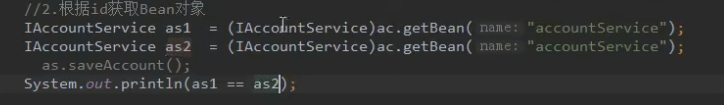 //2.根据id获取Bean对象
IAccountService as1  = (IAccountService)ac.getBean( name: "accountService");
IAccountService as2  = (IAccountService)ac.getBean( name: "accountService");
as.saveAccount();
System.out.println(as1 == as2);